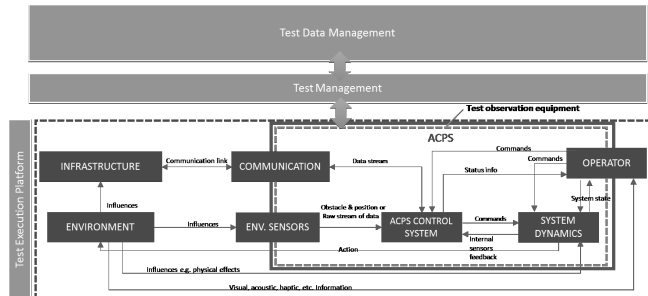 Test Data Management
Test Management
Test observation equipment
ACPS
Test Execution Platform
Commands
Commands
INFRASTRUCTURE
Communication link
COMMUNICATION
Data stream
Status info
OPERATOR
Influences
System state
ENVIRONMENT
Influences
ENV. SENSORS
Obstacle & position or
Raw stream of data
ACPS CONTROL
SYSTEM
Commands
SYSTEM
DYNAMICS
Action
Internal
sensors
feedback
Influences e.g. physical effects
Visual, acoustic, haptic, etc. Information